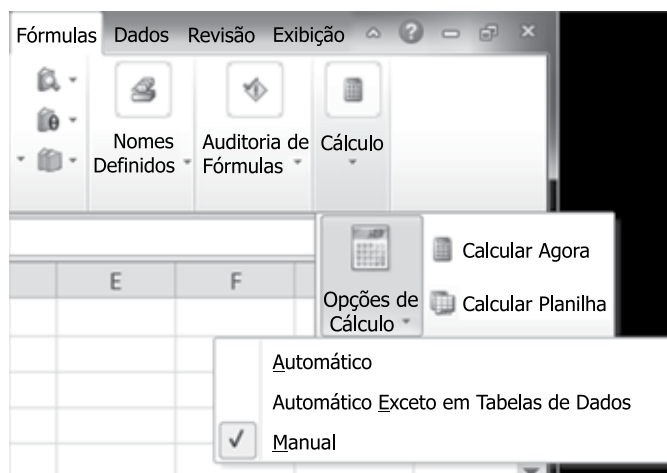 Fórmulas Dados Revisão Exibição
Nomes Definidos
Auditoria de Fórmulas
Cálculo
E F
Opções de Cálculo
Calcular Agora
Calcular Planilha
Automático
Automático Exceto em Tabelas de Dados
Manual